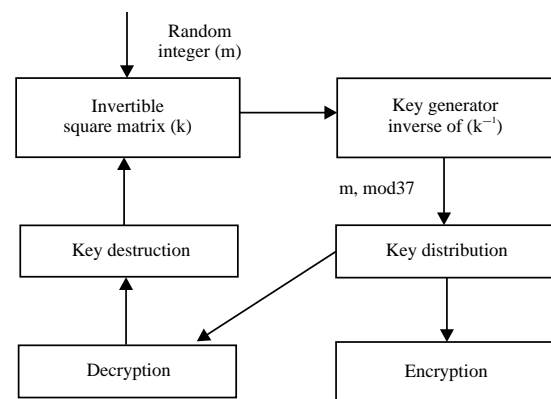 Random
integer (m)
Invertible
square matrix (k)
Key generator
inverse of (k⁻¹)
m, mod37
Key destruction
Key distribution
Decryption
Encryption